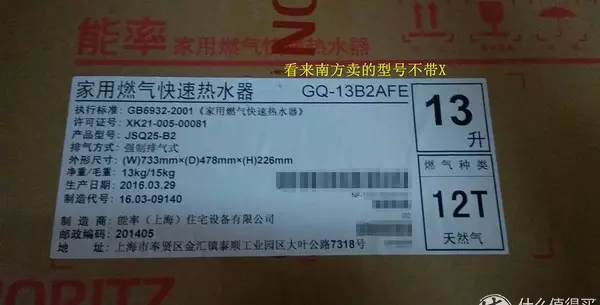 能率 家用燃气快速热水器
看来南方卖的型号不带X
家用燃气快速热水器 GQ-13B2AFE
执行标准: GB6932-2001《家用燃气快速热水器》
许可证号: XK21-005-00081
产品型号: JSQ25-B2
排气方式: 强制排气式
外形尺寸: (W)733mm×(D)478mm×(H)226mm
净重/毛重: 13kg/15kg
生产日期: 2016.03.29
制造代号: 16.03-09140
制造商: 能率（上海）住宅设备有限公司
邮政编码: 201405
地址: 上海市奉贤区金汇镇泰顺工业园区大叶公路7318号
13
升
燃气种类
12T
天然气
NORITZ
什么值得买